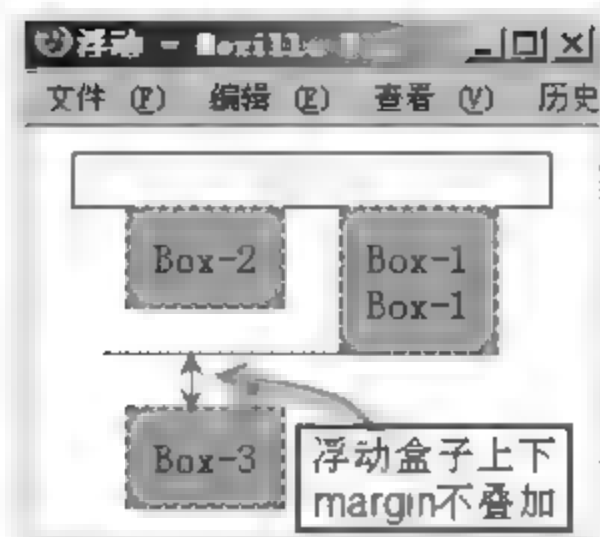 浮动 -
文件 (F) 编辑 (E) 查看 (V) 历史
Box-2
Box-1
Box-1
Box-3
浮动盒子上下
margin不叠加